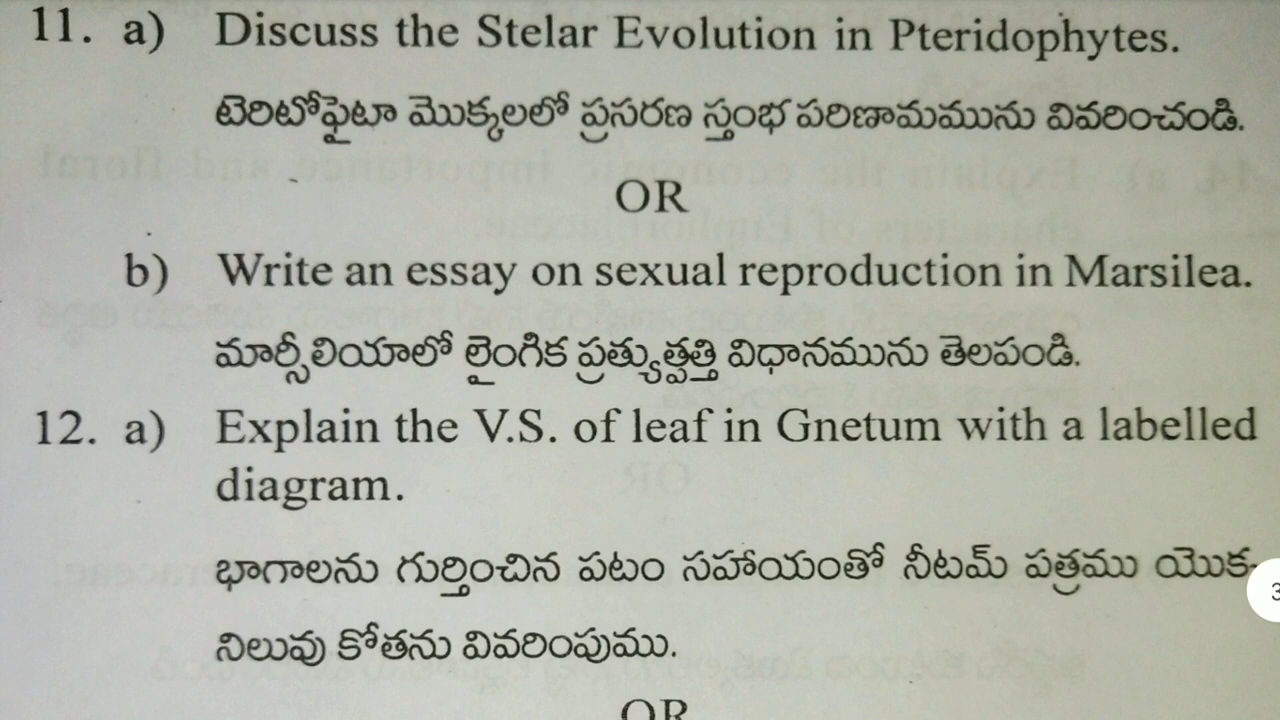 11. a) Discuss the Stelar Evolution in Pteridophytes.
టెరిటోఫైటా మొక్కలలో ప్రసరణ స్తంభ పరిణామమును వివరించండి.
OR
b) Write an essay on sexual reproduction in Marsilea.
మార్సీలియాలో లైంగిక ప్రత్యుత్పత్తి విధానమును తెలపండి.
12. a) Explain the V.S. of leaf in Gnetum with a labelled
diagram.
భాగాలను గుర్తించిన పటం సహాయంతో నీటమ్ పత్రము యొక్క
నిలువు కోతను వివరింపుము.
OR
3